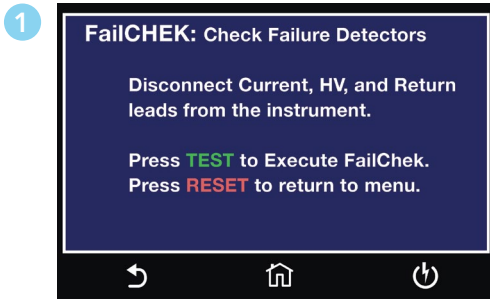 1
FailCHEK: Check Failure Detectors
Disconnect Current, HV, and Return
leads from the instrument.
Press TEST to Execute FailChek.
Press RESET to return to menu.